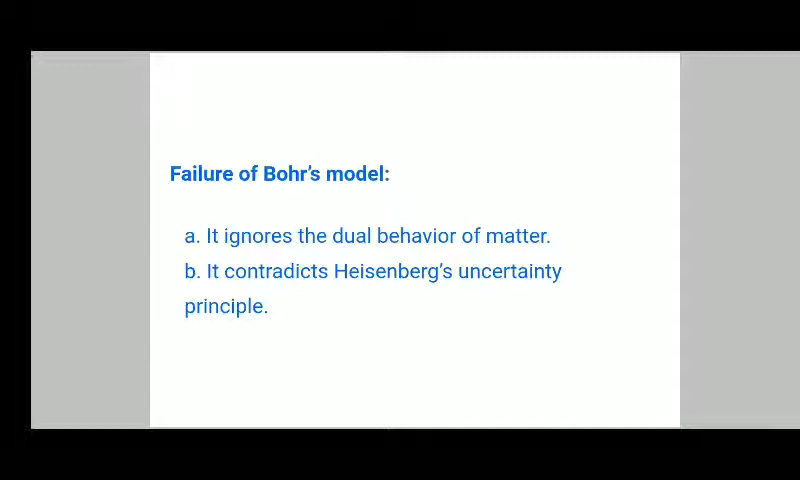 Failure of Bohr’s model:
a. It ignores the dual behavior of matter.
b. It contradicts Heisenberg’s uncertainty
principle.